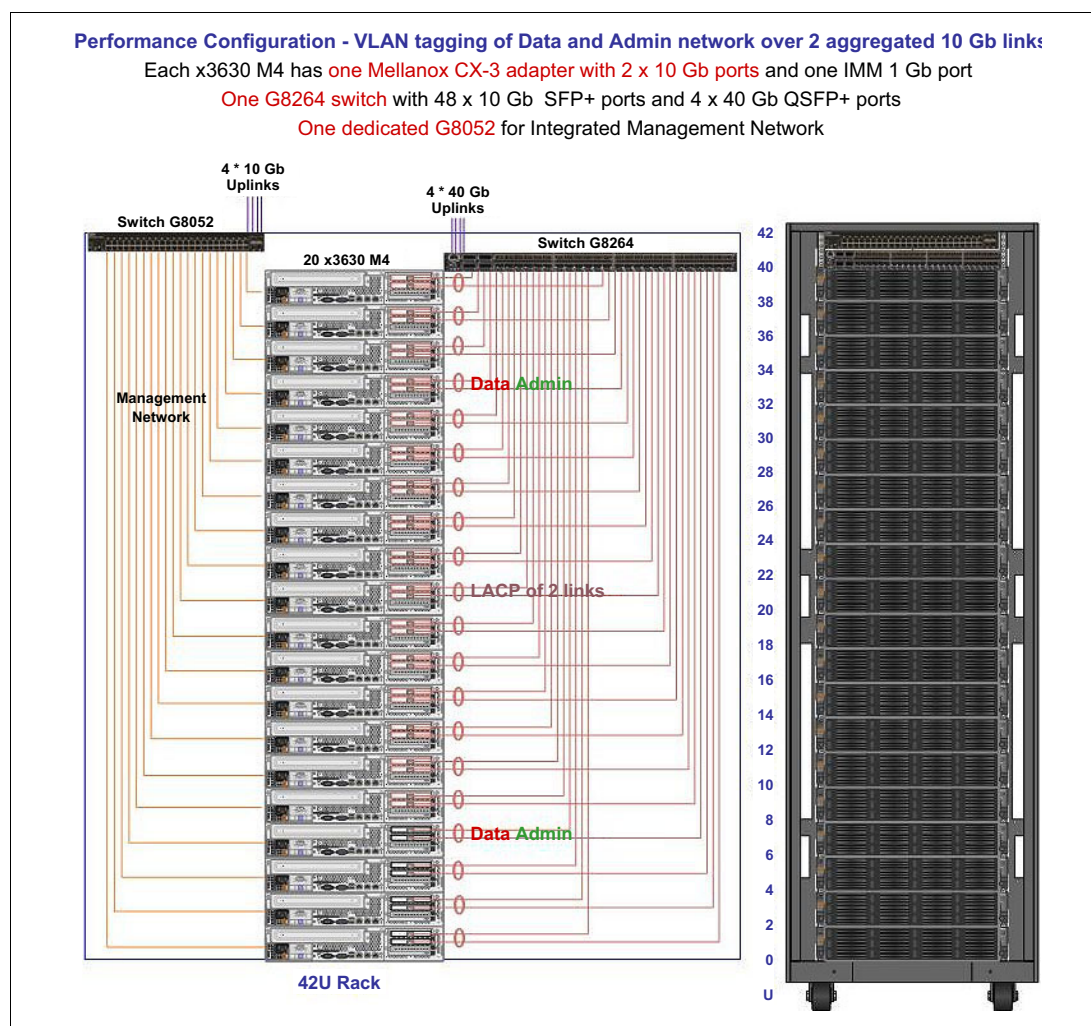 Performance Configuration - VLAN tagging of Data and Admin network over 2 aggregated 10 Gb links
Each x3630 M4 has one Mellanox CX-3 adapter with 2 x 10 Gb ports and one IMM 1 Gb port
One G8264 switch with 48 x 10 Gb SFP+ ports and 4 x 40 Gb QSFP+ ports
One dedicated G8052 for Integrated Management Network
4 * 10 Gb
Uplinks
4 * 40 Gb
Uplinks
Switch G8052
Switch G8264
20 x3630 M4
Data Admin
Management
Network
LACP of 2 links
Data Admin
42U Rack
42
40
38
36
34
32
30
28
26
24
22
20
18
16
14
12
10
8
6
4
2
0
U